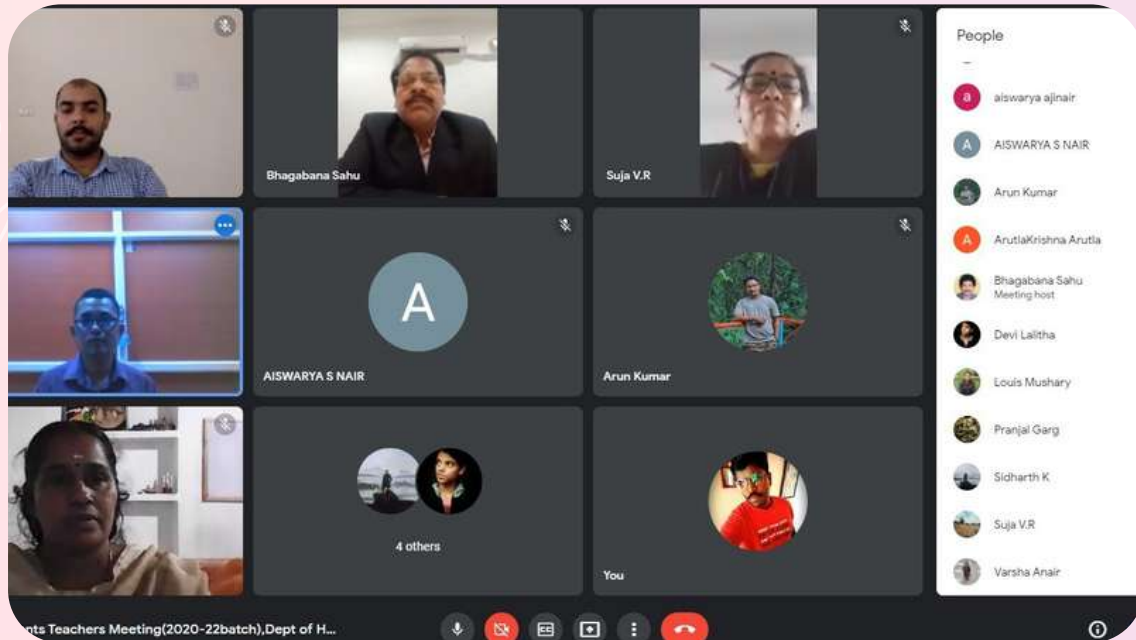 Bhagabana Sahu
Suja V.R
A
AISWARYA S NAIR
Arun Kumar
4 others
You
nts Teachers Meeting(2020-22batch),Dept of H...
People
a
aiswarya ajinair
A
AISWARYA S NAIR
Arun Kumar
A
ArutlaKrishna Arutla
Bhagabana Sahu
Meeting host
Devi Lalitha
Louis Mushary
Pranjal Garg
Sidharth K
Suja V.R
Varsha Anair